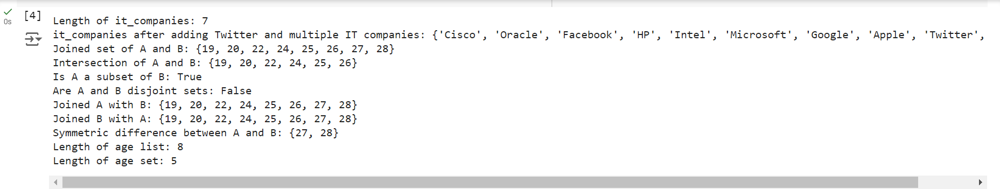 [4]
0s
Length of it_companies: 7
it_companies after adding Twitter and multiple IT companies: {'Cisco', 'Oracle', 'Facebook', 'HP', 'Intel', 'Microsoft', 'Google', 'Apple', 'Twitter',
Joined set of A and B: {19, 20, 22, 24, 25, 26, 27, 28}
Intersection of A and B: {19, 20, 22, 24, 25, 26}
Is A a subset of B: True
Are A and B disjoint sets: False
Joined A with B: {19, 20, 22, 24, 25, 26, 27, 28}
Joined B with A: {19, 20, 22, 24, 25, 26, 27, 28}
Symmetric difference between A and B: {27, 28}
Length of age list: 8
Length of age set: 5